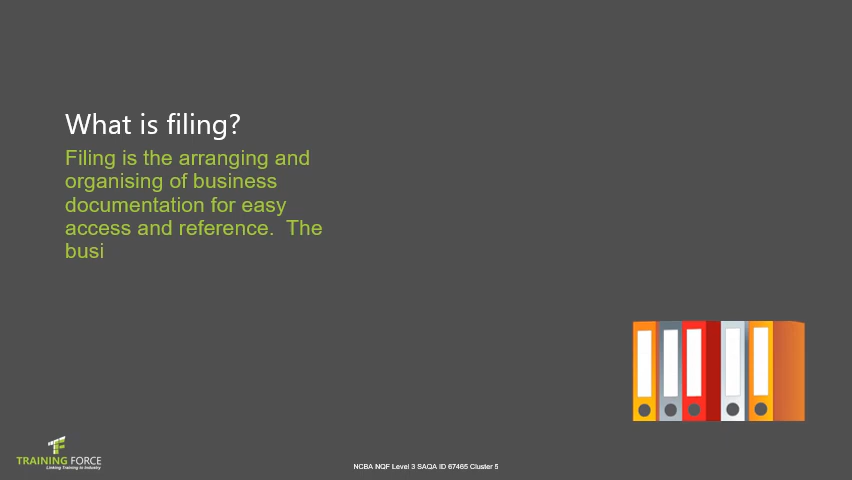 What is filing?
Filing is the arranging and
organising of business
documentation for easy
access and reference.  The
busi
TRAINING FORCE
Linking Training to Industry
NCBA NQF Level 3 SAQA ID 67465 Cluster 5